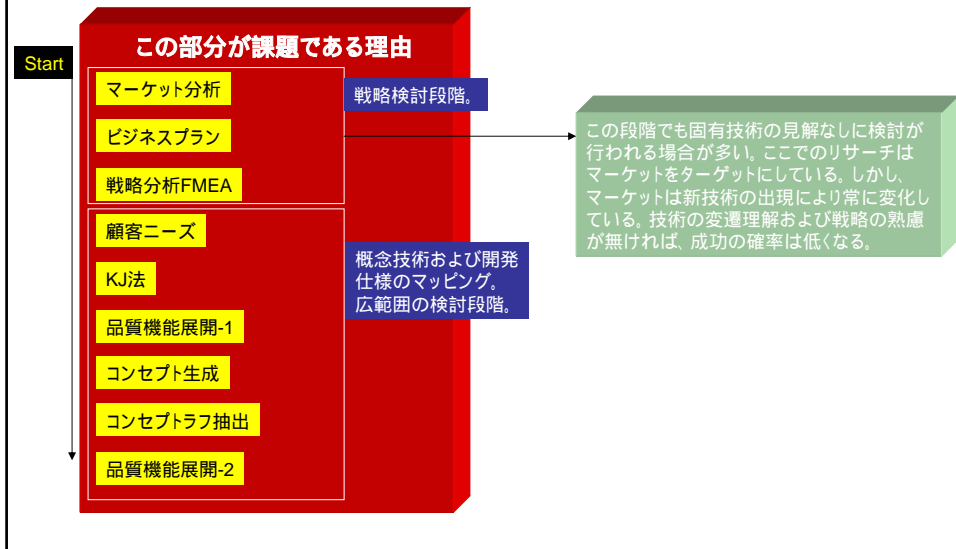 この部分が課題である理由
Start
マーケット分析
戦略検討段階。
ビジネスプラン
戦略分析FMEA
この段階でも固有技術の見解なしに検討が
行われる場合が多い。ここでのリサーチは
マーケットをターゲットにしている。しかし、
マーケットは新技術の出現により常に変化し
ている。技術の変遷理解および戦略の熟慮
が無ければ、成功の確率は低くなる。
顧客ニーズ
KJ法
概念技術および開発
仕様のマッピング。
広範囲の検討段階。
品質機能展開-1
コンセプト生成
コンセプトラフ抽出
品質機能展開-2